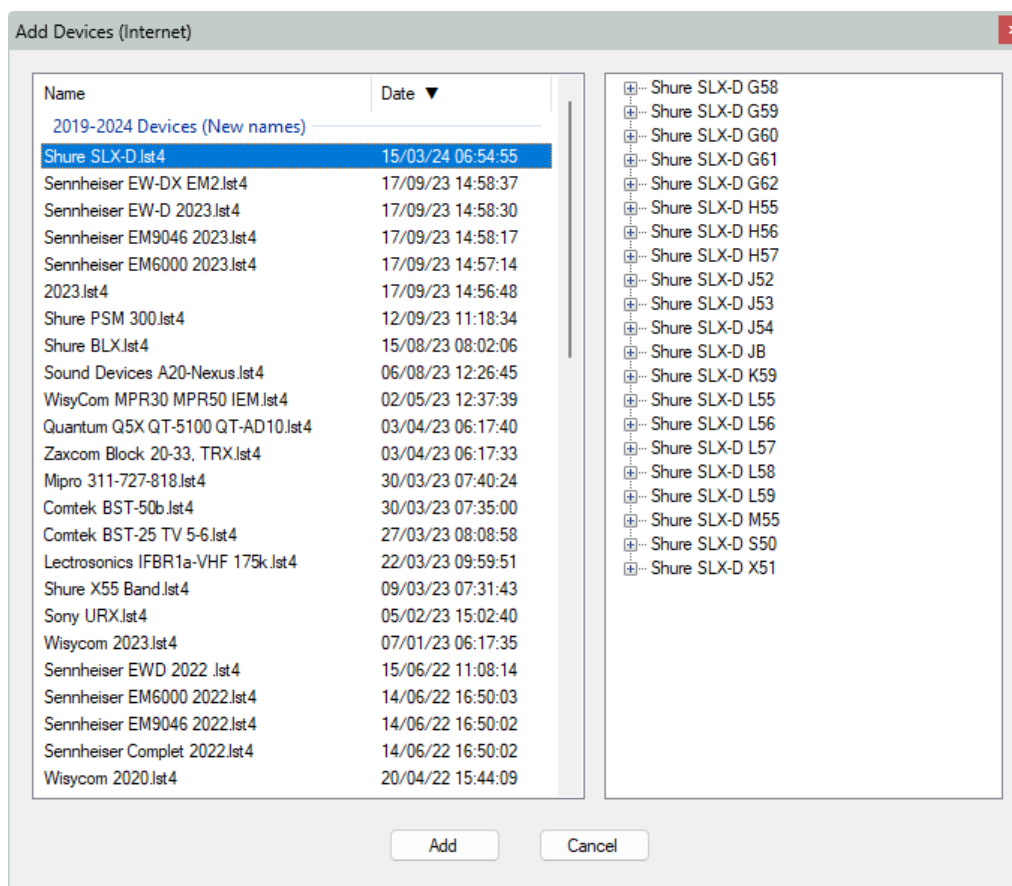 Add Devices (Internet)
Name Date ▼
2019-2024 Devices (New names)
Shure SLX-D.lst4 15/03/24 06:54:55
Sennheiser EW-DX EM2.lst4 17/09/23 14:58:37
Sennheiser EW-D 2023.lst4 17/09/23 14:58:30
Sennheiser EM9046 2023.lst4 17/09/23 14:58:17
Sennheiser EM6000 2023.lst4 17/09/23 14:57:14
2023.lst4 17/09/23 14:56:48
Shure PSM 300.lst4 12/09/23 11:18:34
Shure BLX.lst4 15/08/23 08:02:06
Sound Devices A20-Nexus.lst4 06/08/23 12:26:45
WisyCom MPR30 MPR50 IEM.lst4 02/05/23 12:37:39
Quantum Q5X QT-5100 QT-AD10.lst4 03/04/23 06:17:40
Zaxcom Block 20-33, TRX.lst4 03/04/23 06:17:33
Mipro 311-727-818.lst4 30/03/23 07:40:24
Comtek BST-50b.lst4 30/03/23 07:35:00
Comtek BST-25 TV 5-6.lst4 27/03/23 08:08:58
Lectrosonics IFBR1a-VHF 175k.lst4 22/03/23 09:59:51
Shure X55 Band.lst4 09/03/23 07:31:43
Sony URX.lst4 05/02/23 15:02:40
Wisycom 2023.lst4 07/01/23 06:17:35
Sennheiser EWD 2022 .lst4 15/06/22 11:08:14
Sennheiser EM6000 2022.lst4 14/06/22 16:50:03
Sennheiser EM9046 2022.lst4 14/06/22 16:50:02
Sennheiser Complet 2022.lst4 14/06/22 16:50:02
Wisycom 2020.lst4 20/04/22 15:44:09
Shure SLX-D G58
Shure SLX-D G59
Shure SLX-D G60
Shure SLX-D G61
Shure SLX-D G62
Shure SLX-D H55
Shure SLX-D H56
Shure SLX-D H57
Shure SLX-D J52
Shure SLX-D J53
Shure SLX-D J54
Shure SLX-D JB
Shure SLX-D K59
Shure SLX-D L55
Shure SLX-D L56
Shure SLX-D L57
Shure SLX-D L58
Shure SLX-D L59
Shure SLX-D M55
Shure SLX-D S50
Shure SLX-D X51
Add Cancel